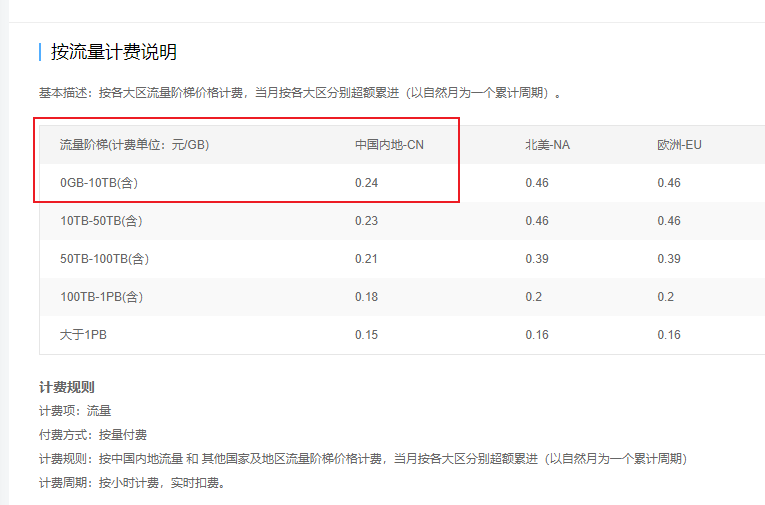 按流量计费说明
基本描述：按各大区流量阶梯价格计费，当月按各大区分别超额累进（以自然月为一个累计周期）。
流量阶梯(计费单位：元/GB) 中国内地-CN 北美-NA 欧洲-EU
0GB-10TB(含) 0.24 0.46 0.46
10TB-50TB(含) 0.23 0.46 0.46
50TB-100TB(含) 0.21 0.39 0.39
100TB-1PB(含) 0.18 0.2 0.2
大于1PB 0.15 0.16 0.16
计费规则
计费项：流量
付费方式：按量付费
计费规则：按中国内地流量 和 其他国家及地区流量阶梯价格计费，当月按各大区分别超额累进（以自然月为一个累计周期）
计费周期：按小时计费，实时扣费。